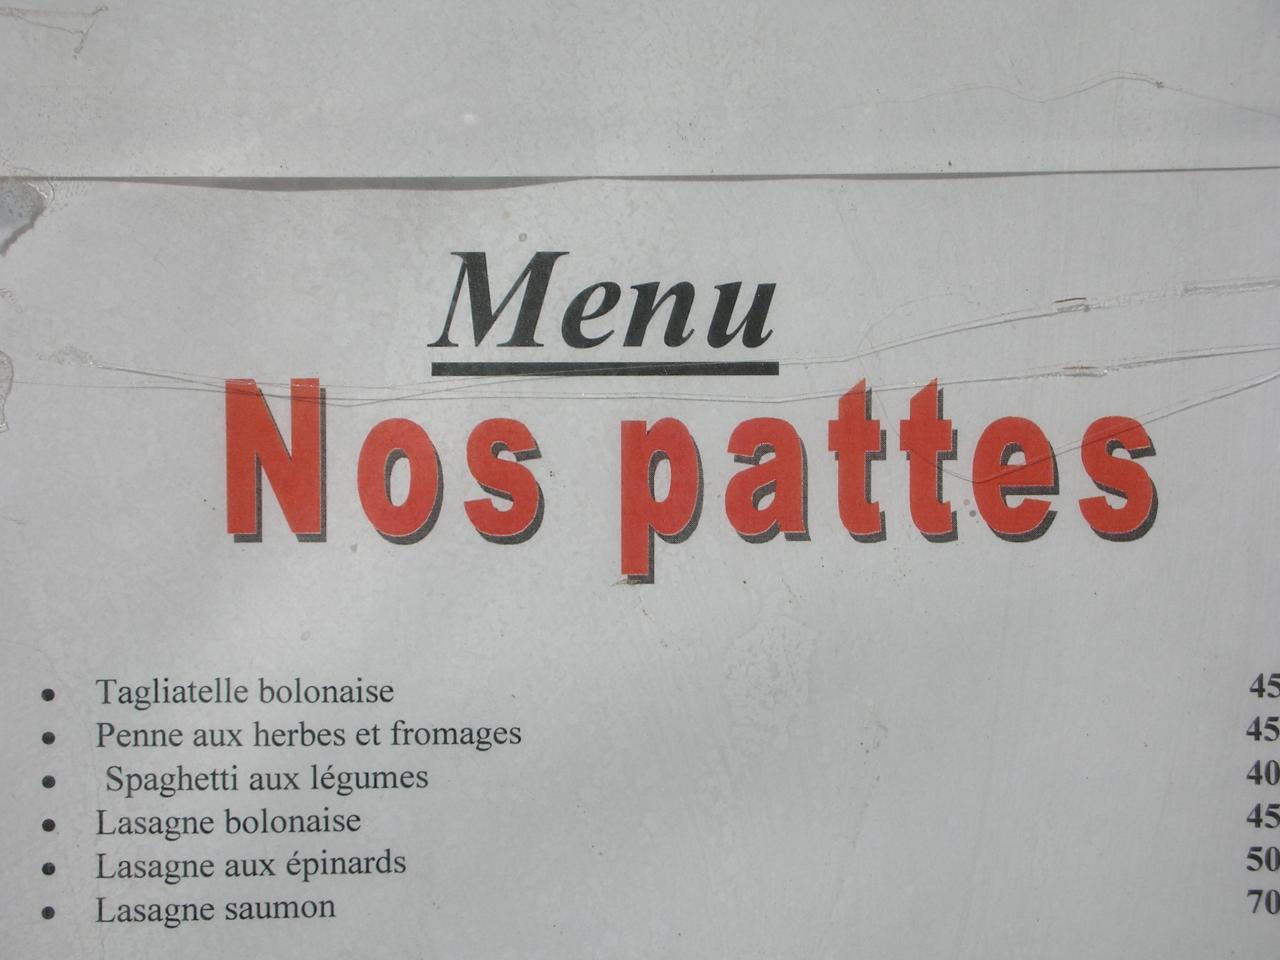 Menu
Nos pattes
• Tagliatelle bolonaise 45
• Penne aux herbes et fromages 45
• Spaghetti aux légumes 40
• Lasagne bolonaise 45
• Lasagne aux épinards 50
• Lasagne saumon 70